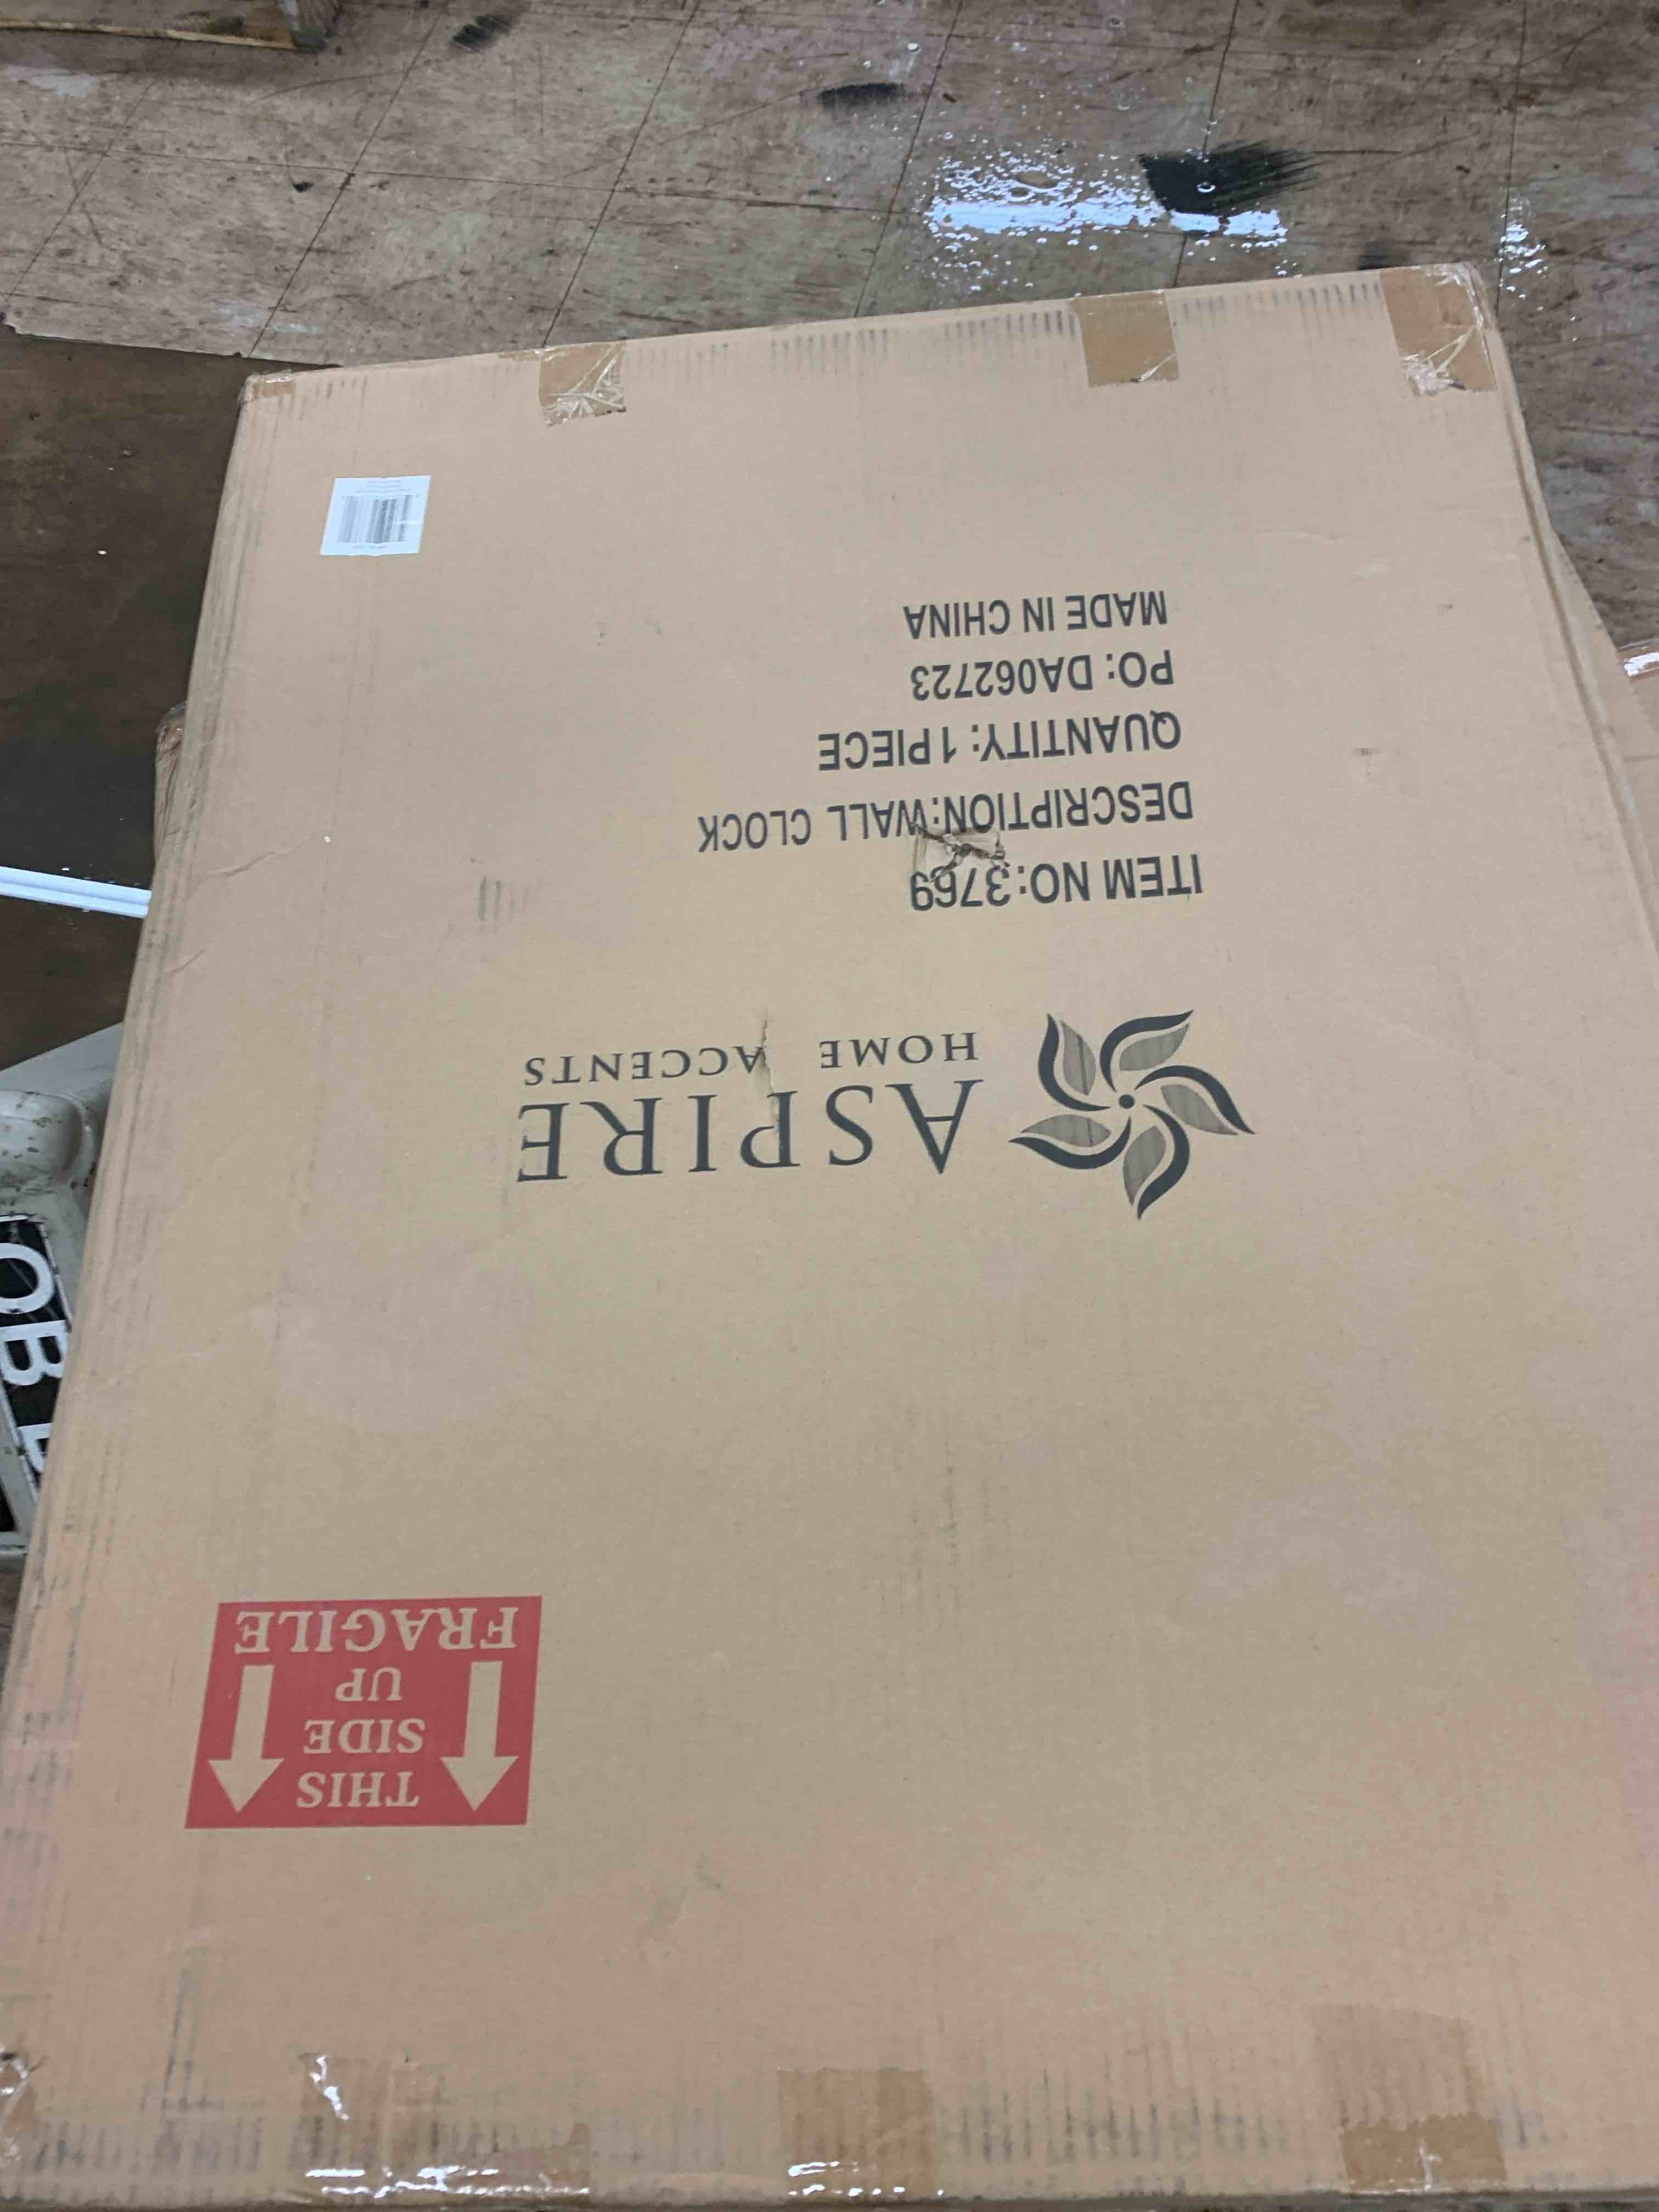 THIS
SIDE
UP
FRAGILE
ASPIRE
HOME ACCENTS
ITEM NO:3769
DESCRIPTION:WALL CLOCK
QUANTITY: 1 PIECE
PO: DA062723
MADE IN CHINA
OB